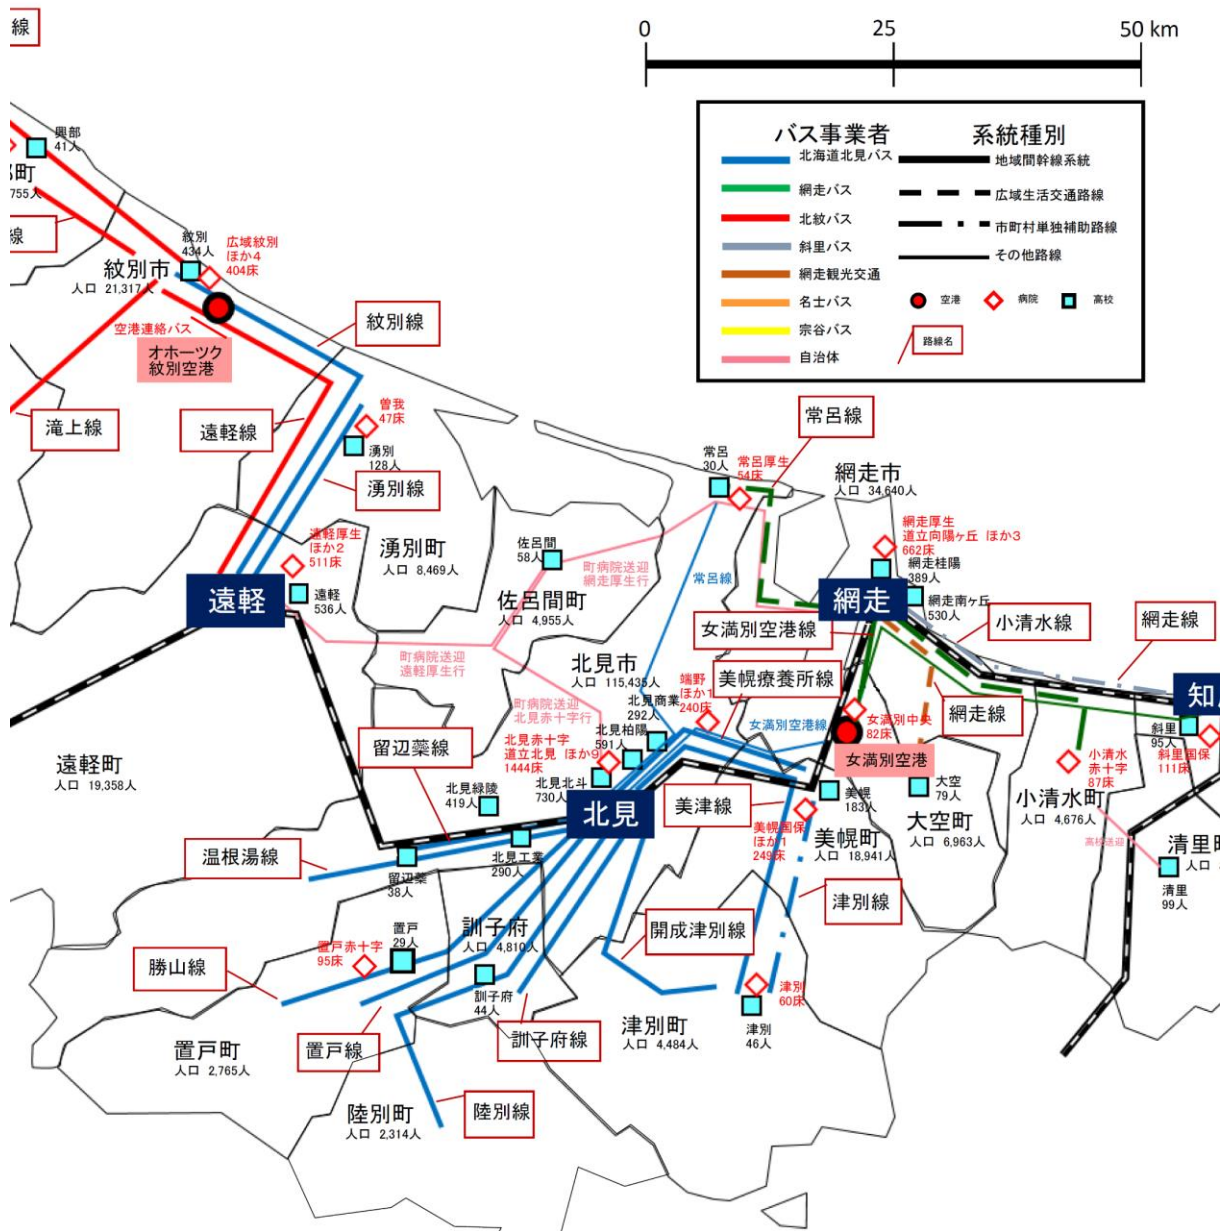 線
0
25
50 km
バス事業者
系統種別
北海道北見バス
地域間幹線系統
網走バス
広域生活交通路線
北紋バス
市町村単独補助路線
斜里バス
その他路線
網走観光交通
名士バス
空港
病院
高校
宗谷バス
路線名
自治体
興部
41人
町
755人
線
紋別
434人
広域紋別
ほか4
404床
紋別市
人口 21,317人
空港連絡バス
オホーツク
紋別空港
紋別線
滝上線
遠軽線
曽我
47床
湧別
128人
湧別線
常呂線
常呂
30人
常呂厚生
54床
網走市
人口 34,640人
遠軽厚生
ほか2
511床
湧別町
人口 8,469人
佐呂間
58人
町病院送迎
網走厚生行
網走厚生
道立向陽ヶ丘 ほか3
662床
網走桂陽
389人
遠軽
遠軽
536人
佐呂間町
人口 4,955人
常呂線
網走
網走南ヶ丘
530人
小清水線
網走線
女満別空港線
町病院送迎
遠軽厚生行
北見市
人口 115,435人
美幌療養所線
端野
ほか1
240床
知
町病院送迎
北見赤十字行
北見商業
292人
女満別空港線
女満別中央
82床
網走線
斜里
95人
斜里国保
111床
留辺蘂線
北見柏陽
591人
北見赤十字
道立北見 ほか9
1444床
女満別空港
遠軽町
人口 19,358人
北見緑陵
419人
北見北斗
730人
北見
美津線
美幌
183人
大空
79人
小清水
赤十字
87床
小清水町
人口 4,676人
美幌国保
ほか1
249床
美幌町
人口 18,941人
大空町
人口 6,963人
高校送迎
清里町
人口
清里
99人
温根湯線
留辺蘂
38人
北見工業
290人
津別線
置戸
29人
置戸赤十字
95床
訓子府
人口 4,810人
開成津別線
勝山線
訓子府
44人
津別
60床
置戸町
人口 2,765人
置戸線
訓子府線
津別町
人口 4,484人
津別
46人
陸別町
人口 2,314人
陸別線